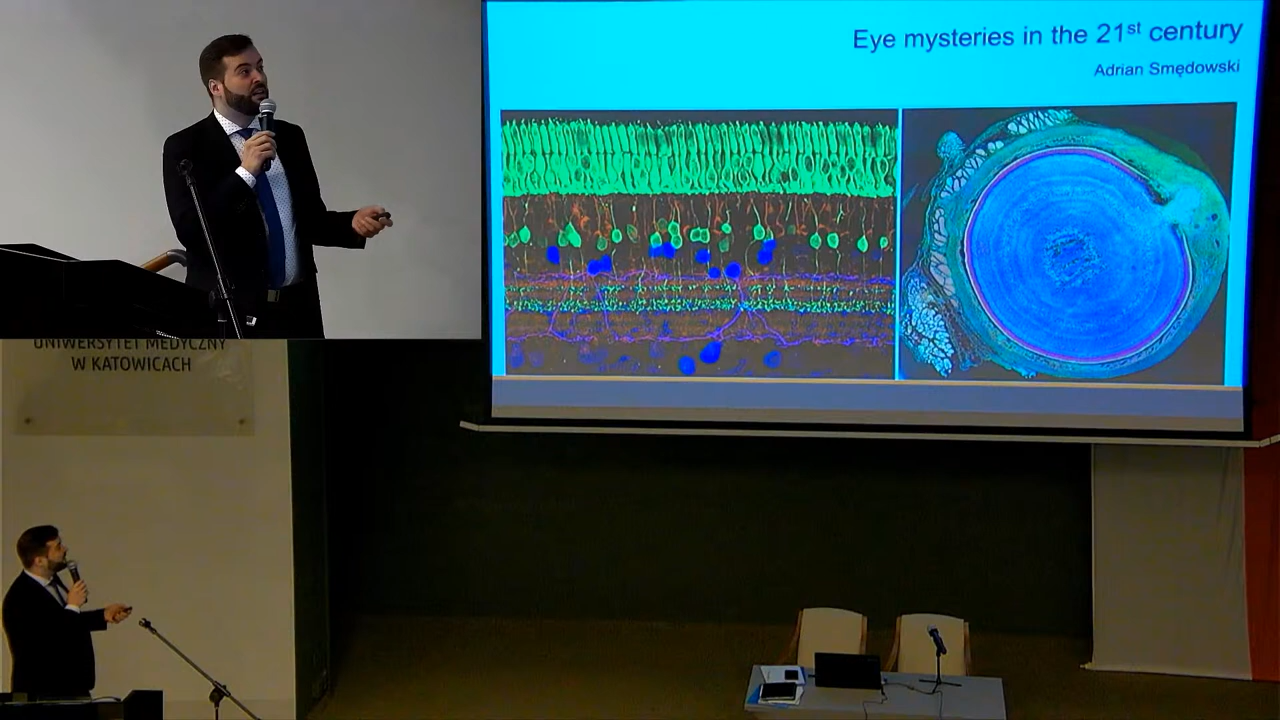 Eye mysteries in the 21st century
Adrian Smędowski
UNIWERSYTET MEDYCZNY
W KATOWICACH